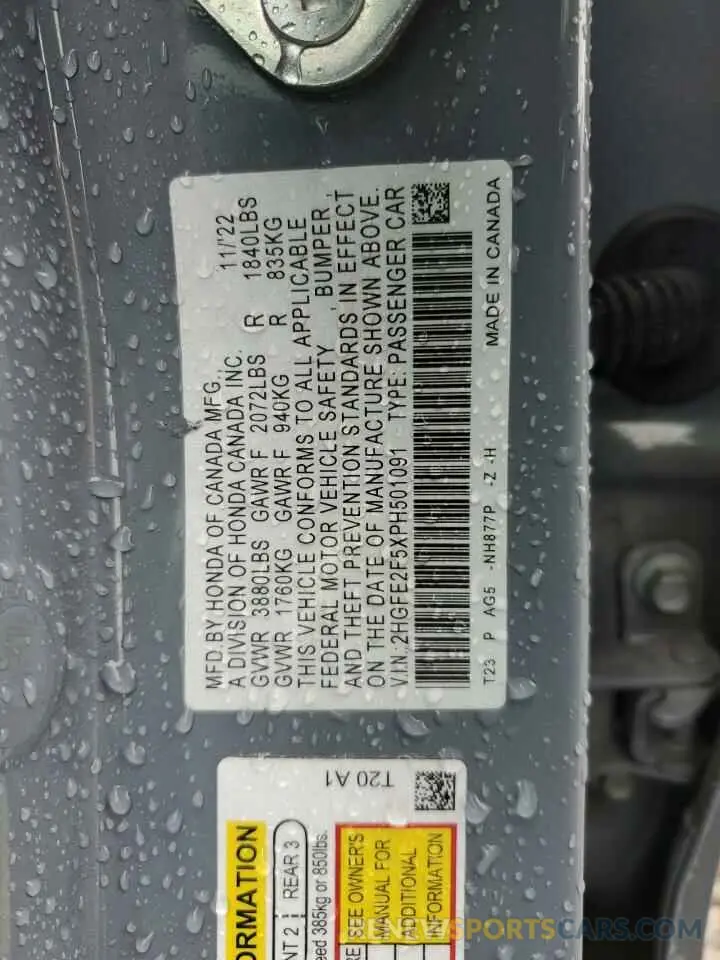 MFD. BY HONDA OF CANADA MFG., 11/'22
A DIVISION OF HONDA CANADA INC.
GVWR 3880LBS GAWR F 2072LBS R 1840LBS
GVWR 1760KG GAWR F 940KG R 835KG
THIS VEHICLE CONFORMS TO ALL APPLICABLE
FEDERAL MOTOR VEHICLE SAFETY , BUMPER ,
AND THEFT PREVENTION STANDARDS IN EFFECT
ON THE DATE OF MANUFACTURE SHOWN ABOVE.
V.I.N: 2HGFE2F5XPH501091 TYPE: PASSENGER CAR
T23 P AG5 -NH877P -Z -H MADE IN CANADA
T20 A1
ORMATION
NT 2 REAR 3
eed 385kg or 850lbs.
SEE OWNER'S
MANUAL FOR
ADDITIONAL
INFORMATION
RE
SPORTSCARS.COM